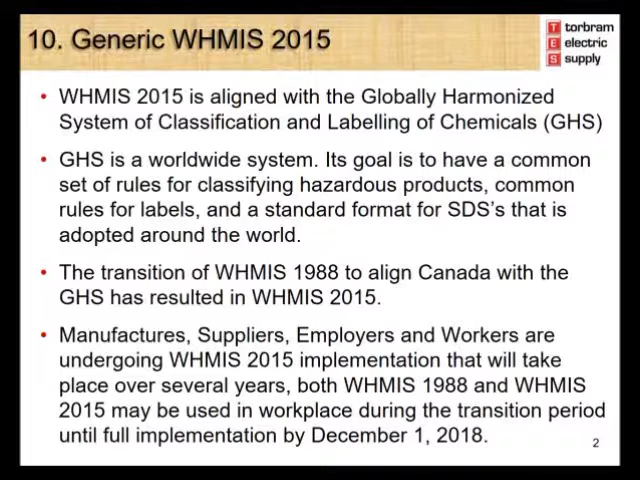 10. Generic WHMIS 2015
T torbram
E electric
S supply
• WHMIS 2015 is aligned with the Globally Harmonized
System of Classification and Labelling of Chemicals (GHS)
• GHS is a worldwide system. Its goal is to have a common
set of rules for classifying hazardous products, common
rules for labels, and a standard format for SDS's that is
adopted around the world.
• The transition of WHMIS 1988 to align Canada with the
GHS has resulted in WHMIS 2015.
• Manufactures, Suppliers, Employers and Workers are
undergoing WHMIS 2015 implementation that will take
place over several years, both WHMIS 1988 and WHMIS
2015 may be used in workplace during the transition period
until full implementation by December 1, 2018.
2